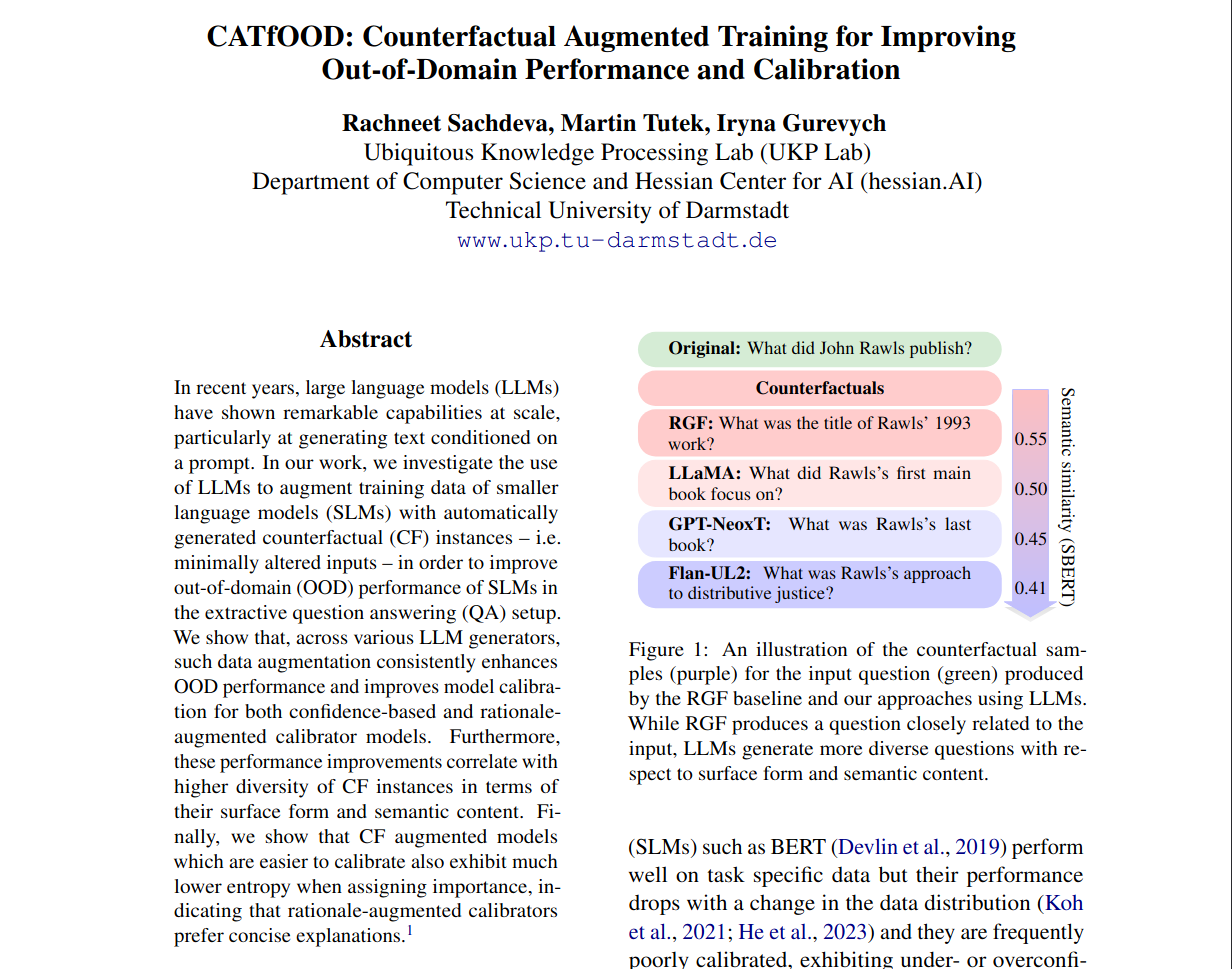 CATfOOD: Counterfactual Augmented Training for Improving
Out-of-Domain Performance and Calibration
Rachneet Sachdeva, Martin Tutek, Iryna Gurevych
Ubiquitous Knowledge Processing Lab (UKP Lab)
Department of Computer Science and Hessian Center for AI (hessian.AI)
Technical University of Darmstadt
www.ukp.tu-darmstadt.de
Abstract
In recent years, large language models (LLMs)
have shown remarkable capabilities at scale,
particularly at generating text conditioned on
a prompt. In our work, we investigate the use
of LLMs to augment training data of smaller
language models (SLMs) with automatically
generated counterfactual (CF) instances – i.e.
minimally altered inputs – in order to improve
out-of-domain (OOD) performance of SLMs in
the extractive question answering (QA) setup.
We show that, across various LLM generators,
such data augmentation consistently enhances
OOD performance and improves model calibra-
tion for both confidence-based and rationale-
augmented calibrator models. Furthermore,
these performance improvements correlate with
higher diversity of CF instances in terms of
their surface form and semantic content. Fi-
nally, we show that CF augmented models
which are easier to calibrate also exhibit much
lower entropy when assigning importance, in-
dicating that rationale-augmented calibrators
prefer concise explanations.1
Original: What did John Rawls publish?
Counterfactuals
RGF: What was the title of Rawls' 1993
work?
LLaMA: What did Rawls's first main
book focus on?
GPT-NeoxT: What was Rawls's last
book?
Flan-UL2: What was Rawls's approach
to distributive justice?
0.55
0.50
0.45
0.41
Semantic similarity (SBERT)
Figure 1: An illustration of the counterfactual sam-
ples (purple) for the input question (green) produced
by the RGF baseline and our approaches using LLMs.
While RGF produces a question closely related to the
input, LLMs generate more diverse questions with re-
spect to surface form and semantic content.
(SLMs) such as BERT (Devlin et al., 2019) perform
well on task specific data but their performance
drops with a change in the data distribution (Koh
et al., 2021; He et al., 2023) and they are frequently
poorly calibrated, exhibiting under- or overconfi-